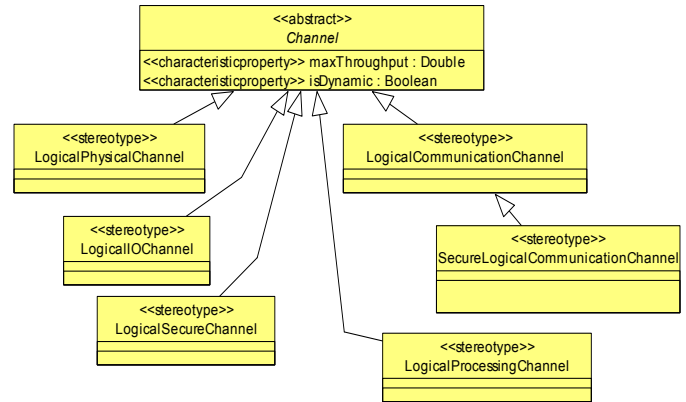 <<abstract>>
Channel
<<characteristicproperty>> maxThroughput : Double
<<characteristicproperty>> isDynamic : Boolean
<<stereotype>>
LogicalPhysicalChannel
<<stereotype>>
LogicalCommunicationChannel
<<stereotype>>
LogicalIOChannel
<<stereotype>>
SecureLogicalCommunicationChannel
<<stereotype>>
LogicalSecureChannel
<<stereotype>>
LogicalProcessingChannel